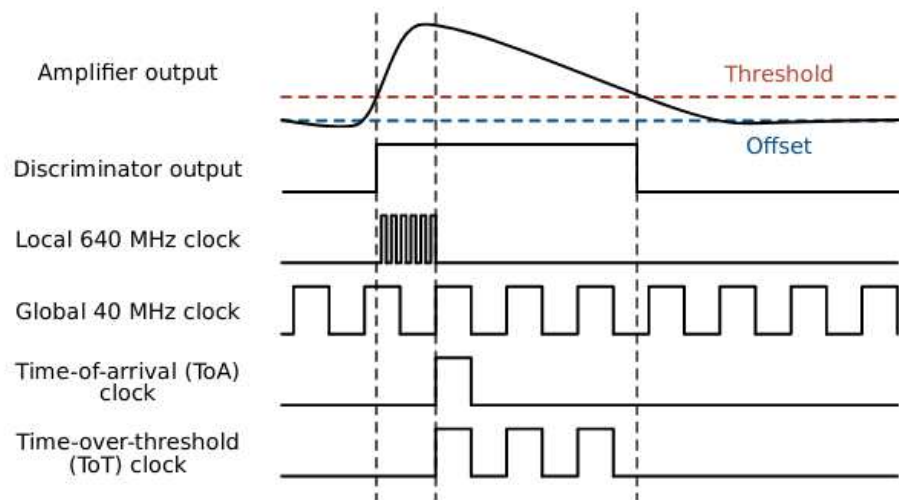 Amplifier output
Threshold
Offset
Discriminator output
Local 640 MHz clock
Global 40 MHz clock
Time-of-arrival (ToA)
clock
Time-over-threshold
(ToT) clock